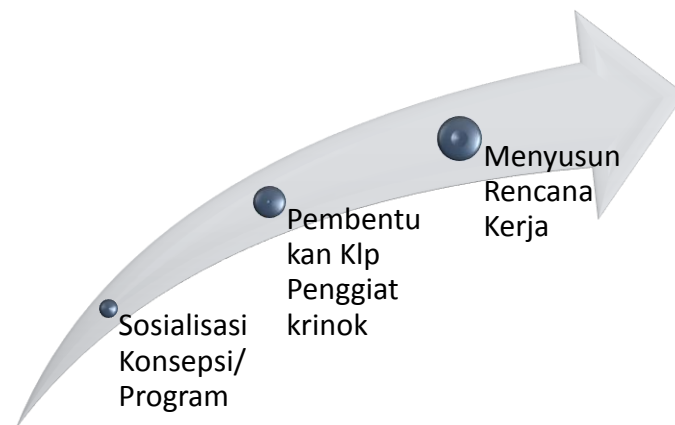 Sosialisasi
Konsepsi/
Program
Pembentu
kan Klp
Penggiat
krinok
Menyusun
Rencana
Kerja